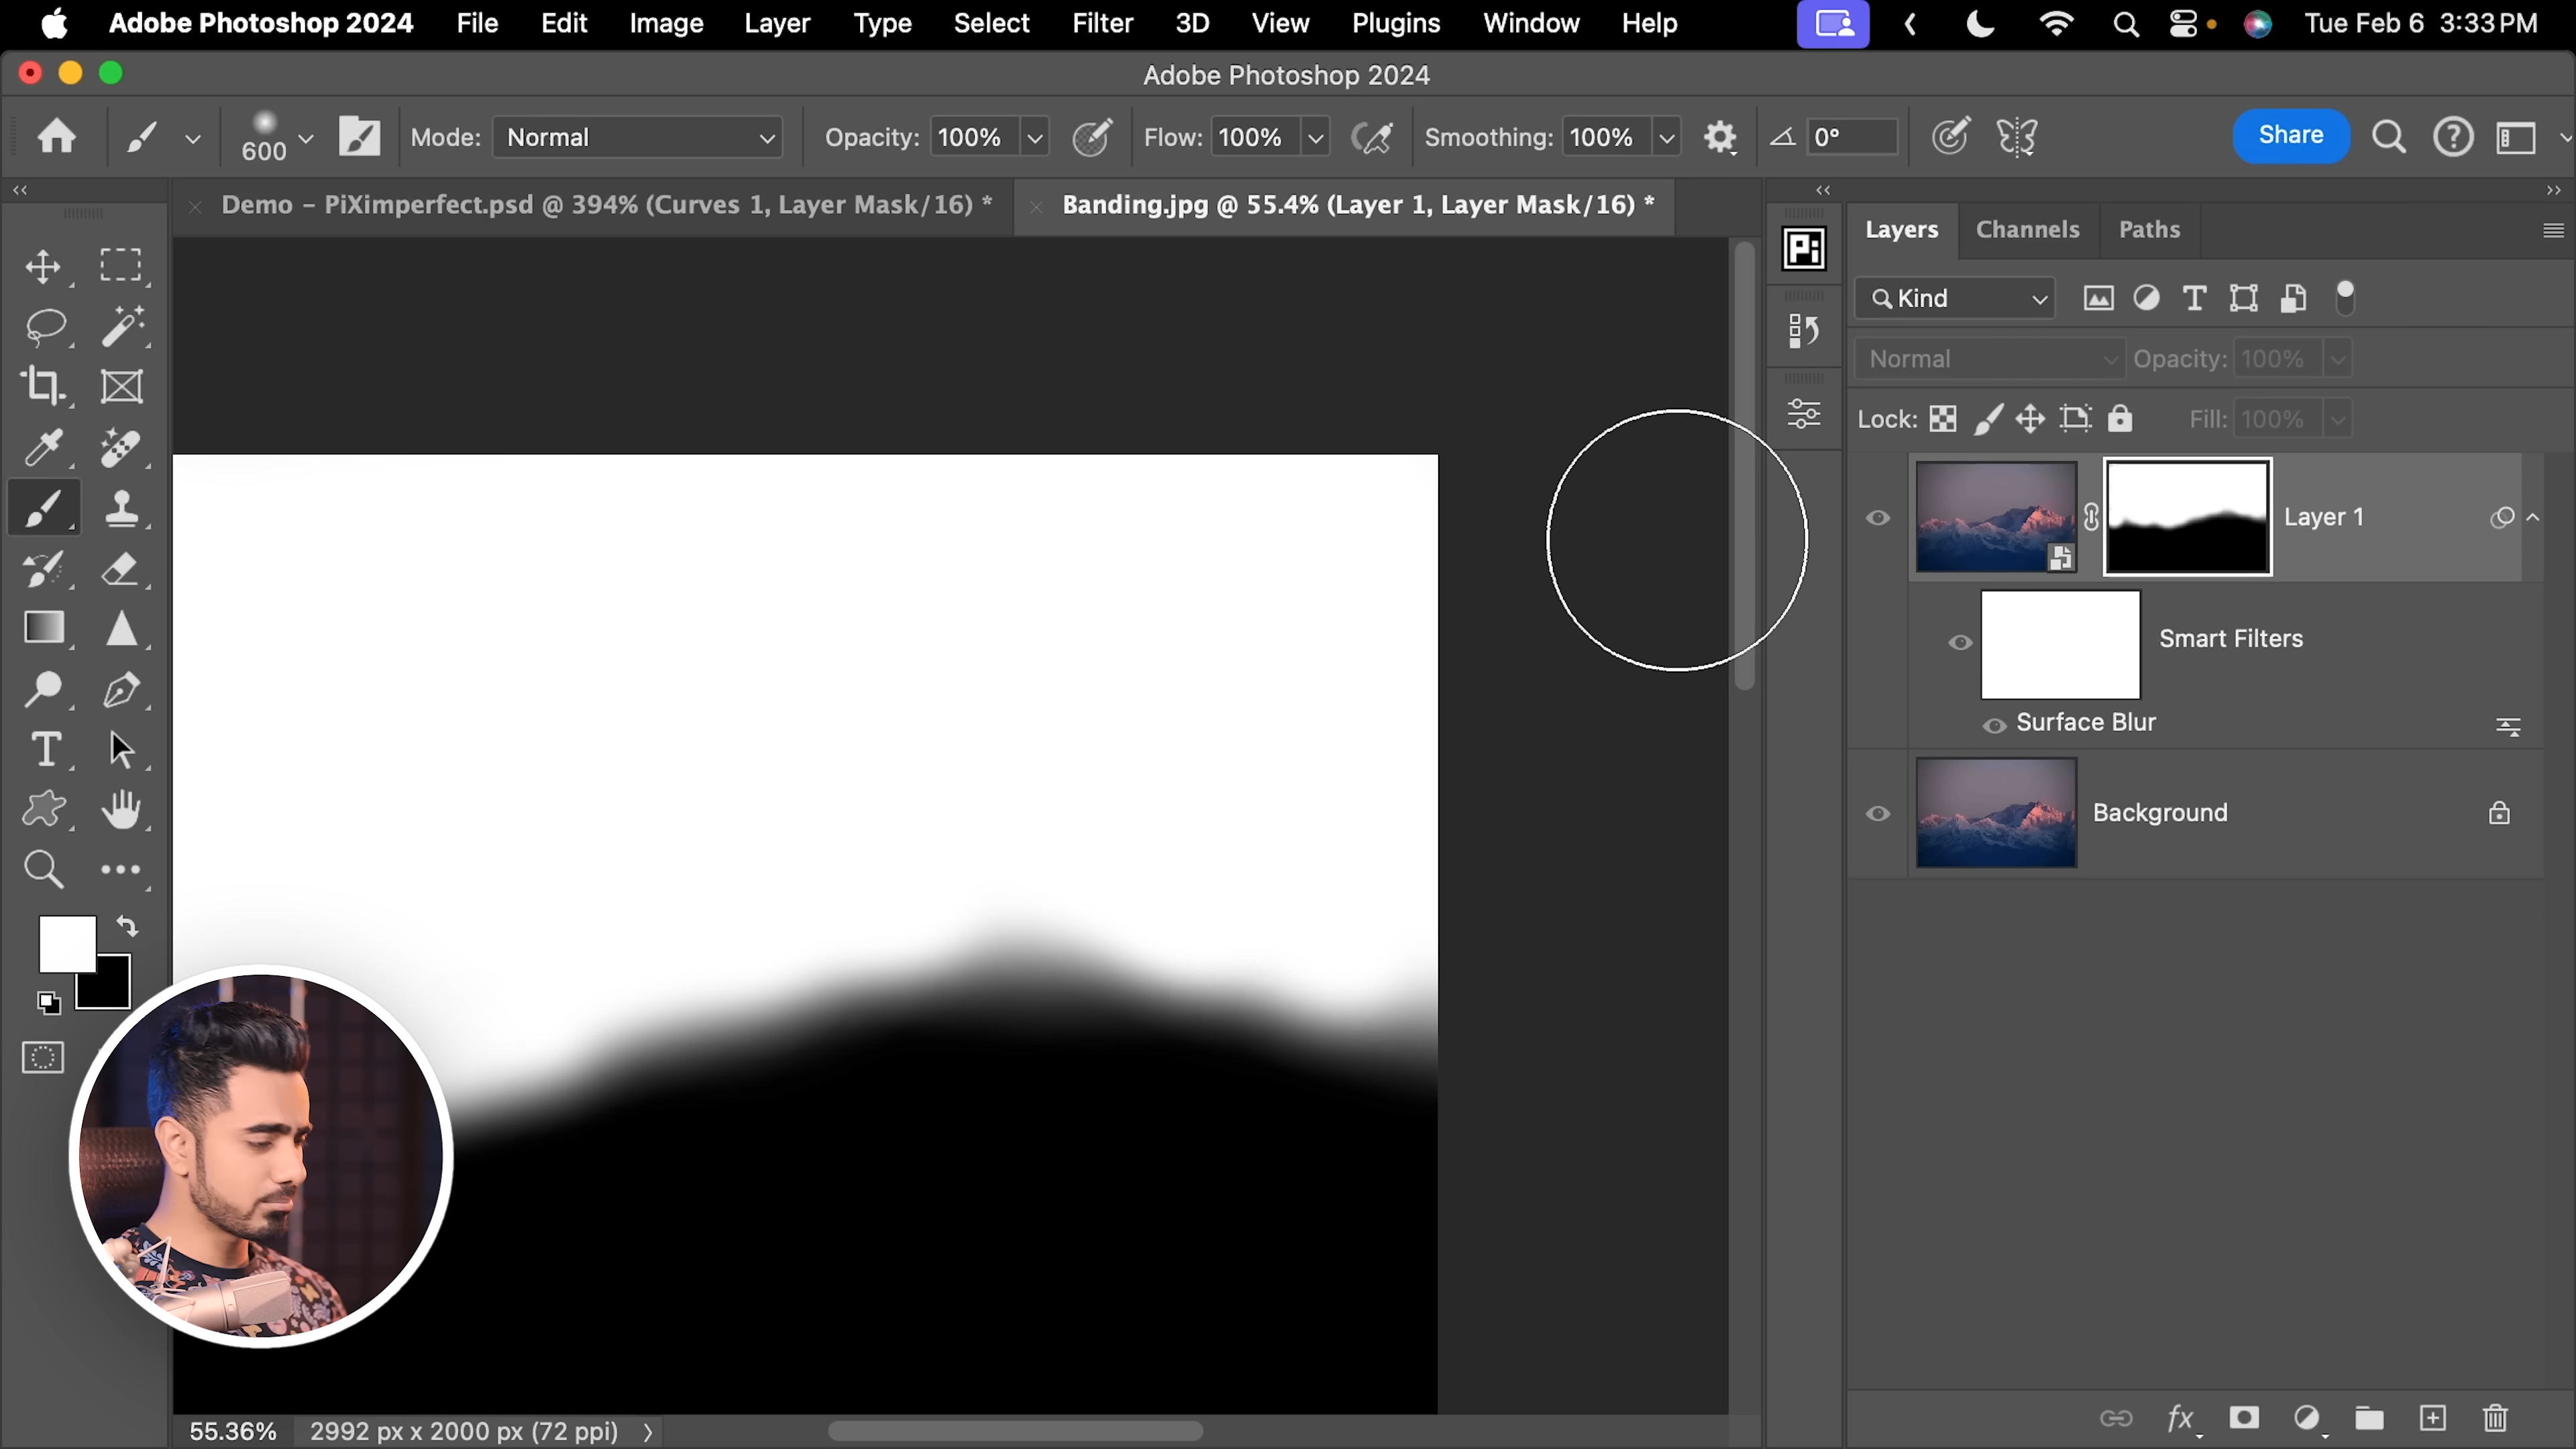 Adobe Photoshop 2024 File Edit Image Layer Type Select Filter 3D View Plugins Window Help Tue Feb 6 3:33 PM
Adobe Photoshop 2024
600 Mode: Normal Opacity: 100% Flow: 100% Smoothing: 100% 0° Share
Demo – PiXimperfect.psd @ 394% (Curves 1, Layer Mask/16) * Banding.jpg @ 55.4% (Layer 1, Layer Mask/16) *
Layers Channels Paths
Pi
Kind
Normal Opacity: 100%
Lock: Fill: 100%
Layer 1
Smart Filters
Surface Blur
Background
fx
55.36% 2992 px x 2000 px (72 ppi)